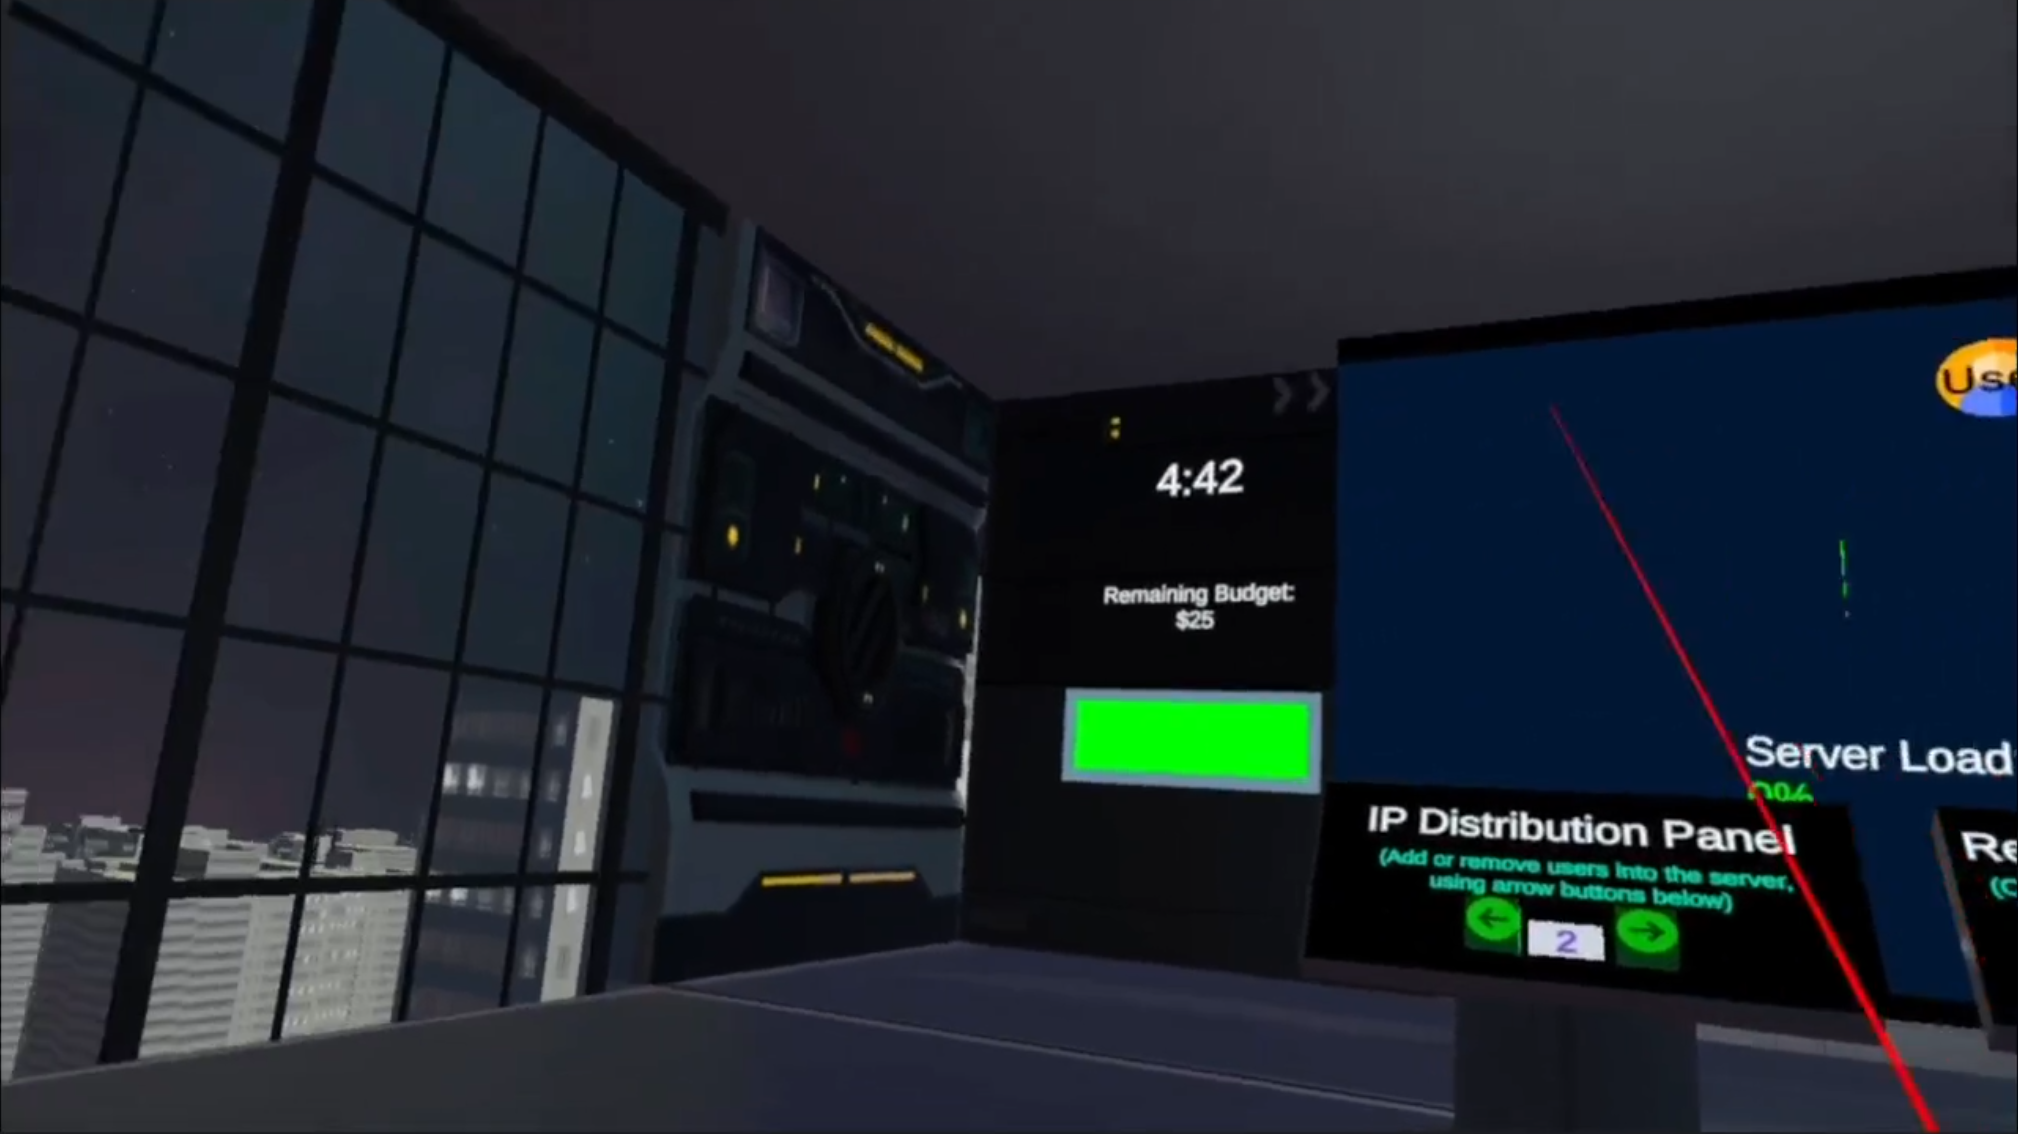 4:42
Remaining Budget:
$25
Server Load
0%
IP Distribution Panel
(Add or remove users into the server,
using arrow buttons below)
2